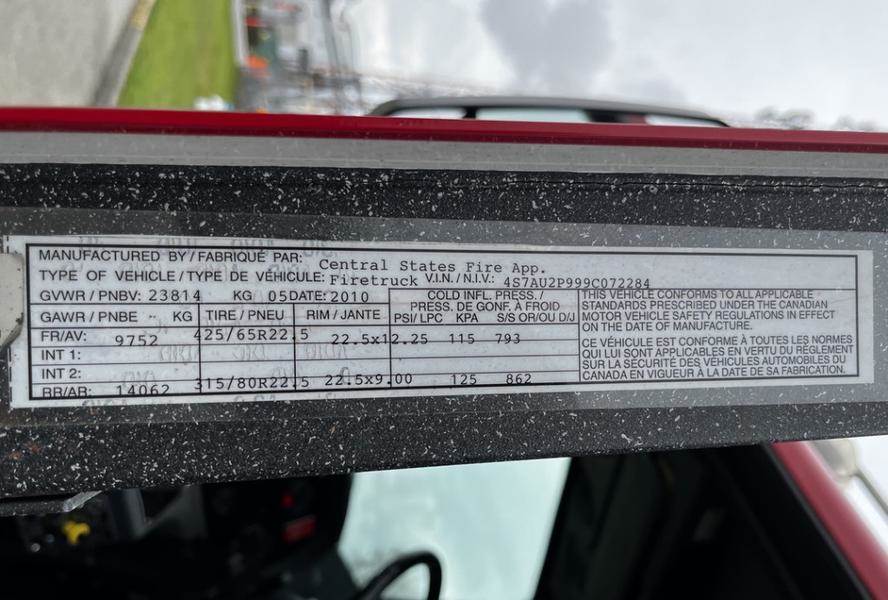 MANUFACTURED BY / FABRIQUÉ PAR: Central States Fire App.
TYPE OF VEHICLE / TYPE DE VÉHICULE: Firetruck V.I.N. / N.I.V.: 4S7AU2P999C072284
GVWR / PNBV: 23814 KG 05 DATE: 2010
COLD INFL. PRESS. /
PRESS. DE GONF. À FROID
GAWR / PNBE - KG TIRE / PNEU RIM / JANTE PSI/ LPC KPA S/S OR/OU D/J
FR/AV: 9752 425/65R22.5 22.5x12.25 115 793
INT 1:
INT 2:
RR/AR: 14062 315/80R22.5 22.5x9.00 125 862
THIS VEHICLE CONFORMS TO ALL APPLICABLE
STANDARDS PRESCRIBED UNDER THE CANADIAN
MOTOR VEHICLE SAFETY REGULATIONS IN EFFECT
ON THE DATE OF MANUFACTURE.
CE VÉHICULE EST CONFORME À TOUTES LES NORMES
QUI LUI SONT APPLICABLES EN VERTU DU RÈGLEMENT
SUR LA SÉCURITÉ DES VÉHICULES AUTOMOBILES DU
CANADA EN VIGUEUR À LA DATE DE SA FABRICATION.